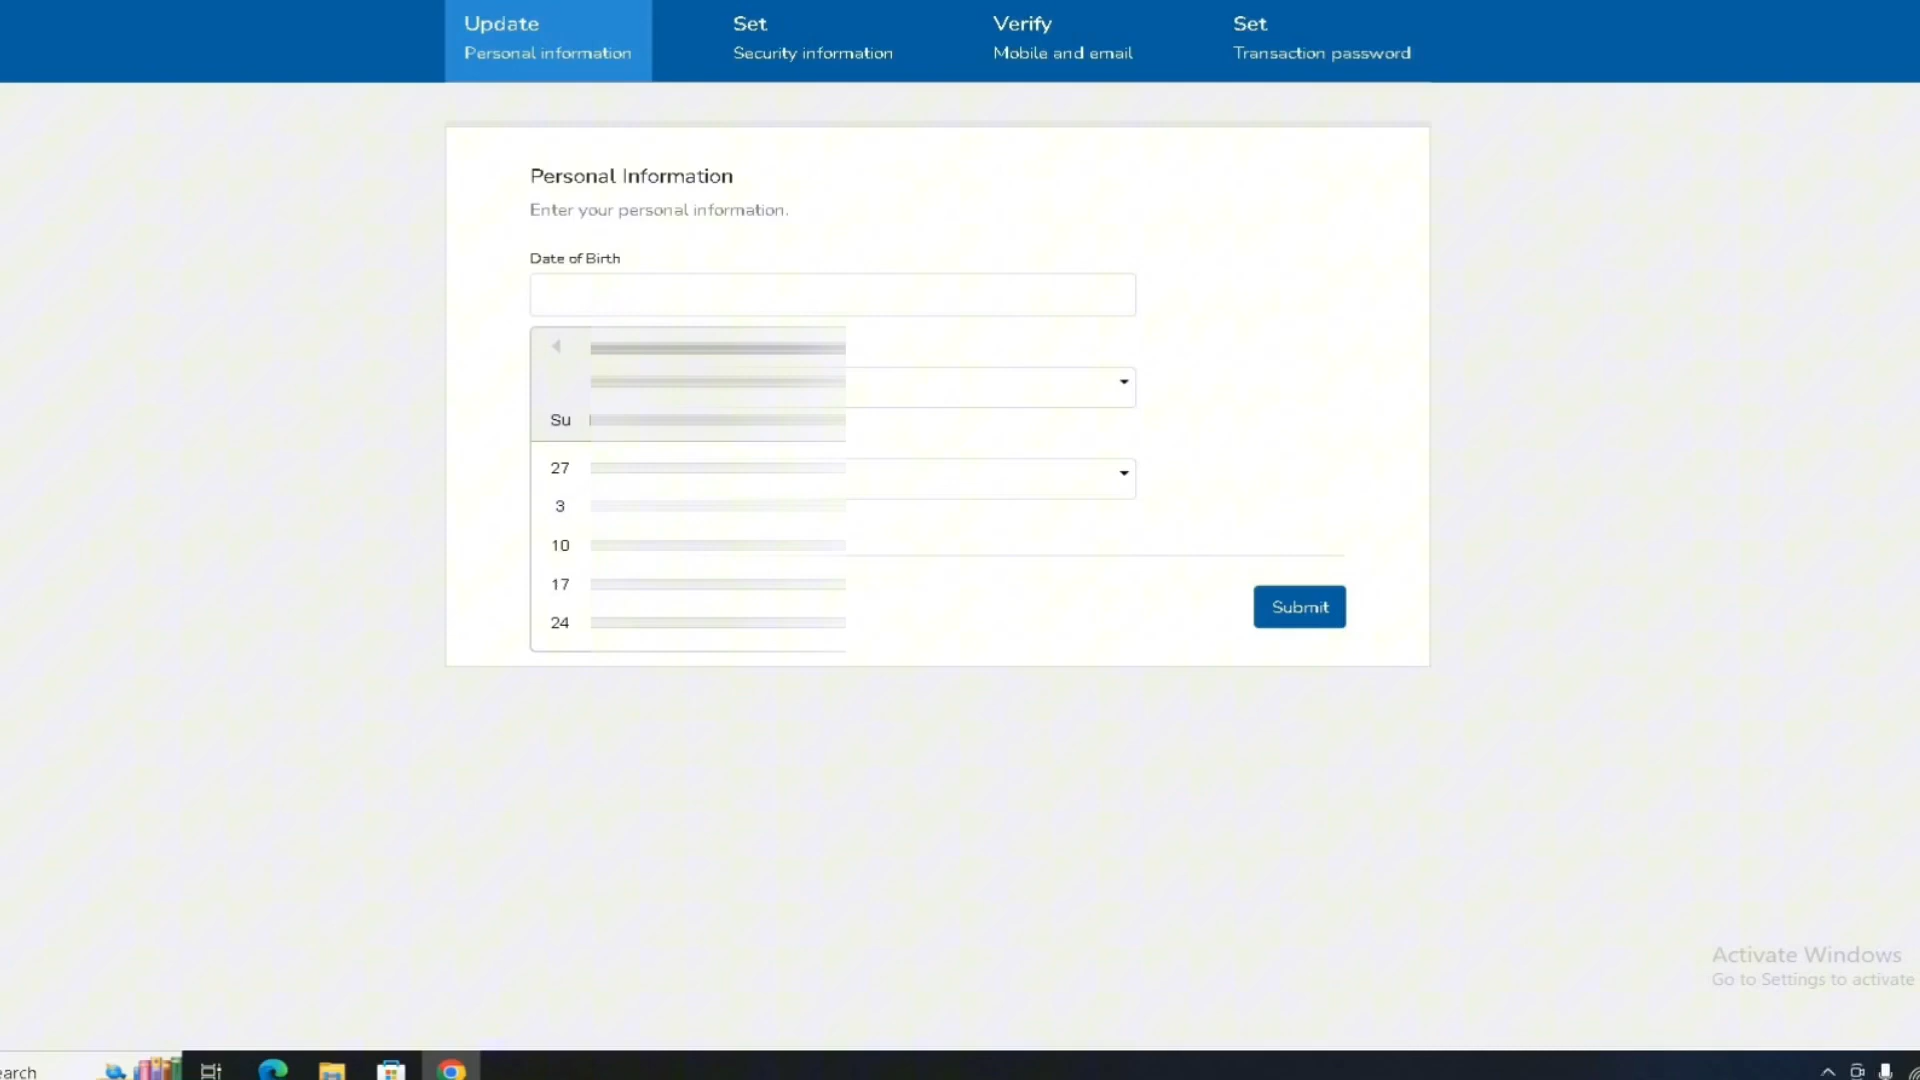 Update
Personal information
Set
Security information
Verify
Mobile and email
Set
Transaction password
Personal Information
Enter your personal information.
Date of Birth
Su
27
3
10
17
24
Submit
Activate Windows
Go to Settings to activate
earch